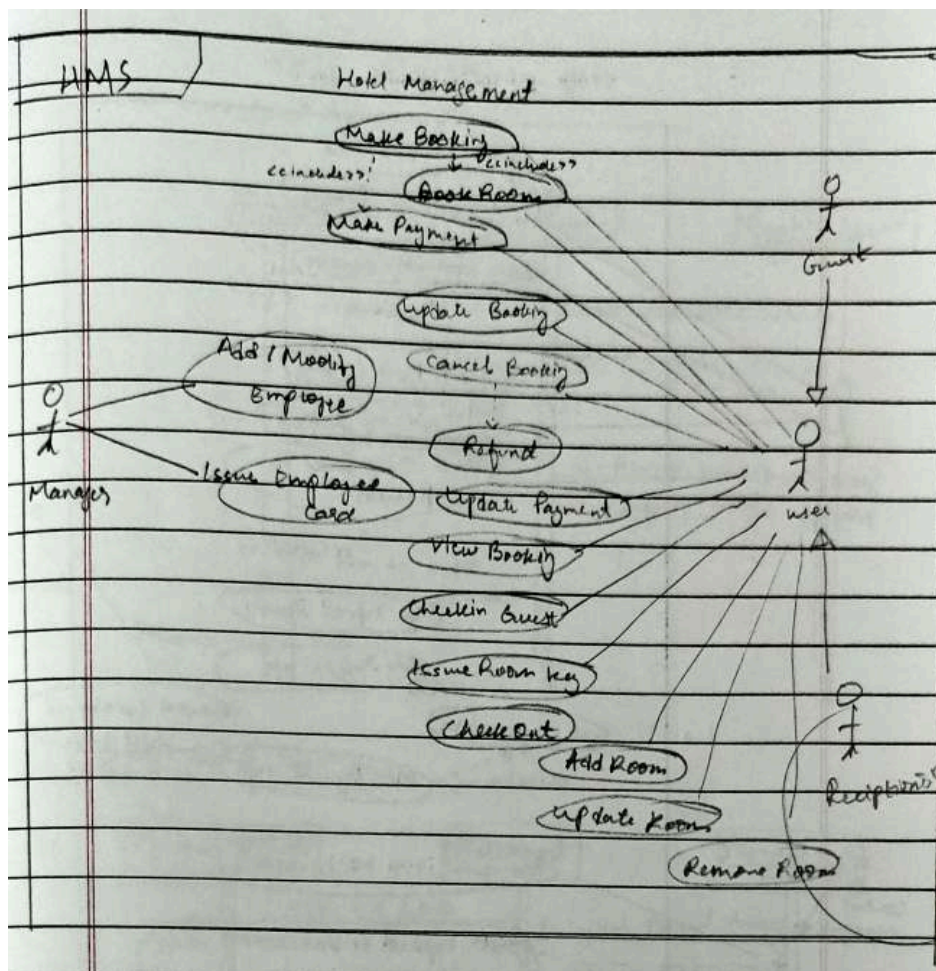 HMS
Hotel Management
Make Booking
<<include>>
<<include>>
Book Room
Make Payment
Guest
Update Booking
Add / Modify
Employee
Cancel Booking
Refund
Manager
Issue Employee
Card
Update Payment
user
View Booking
Checkin Guest
Issue Room key
Check Out
Add Room
Update Room
Remove Room